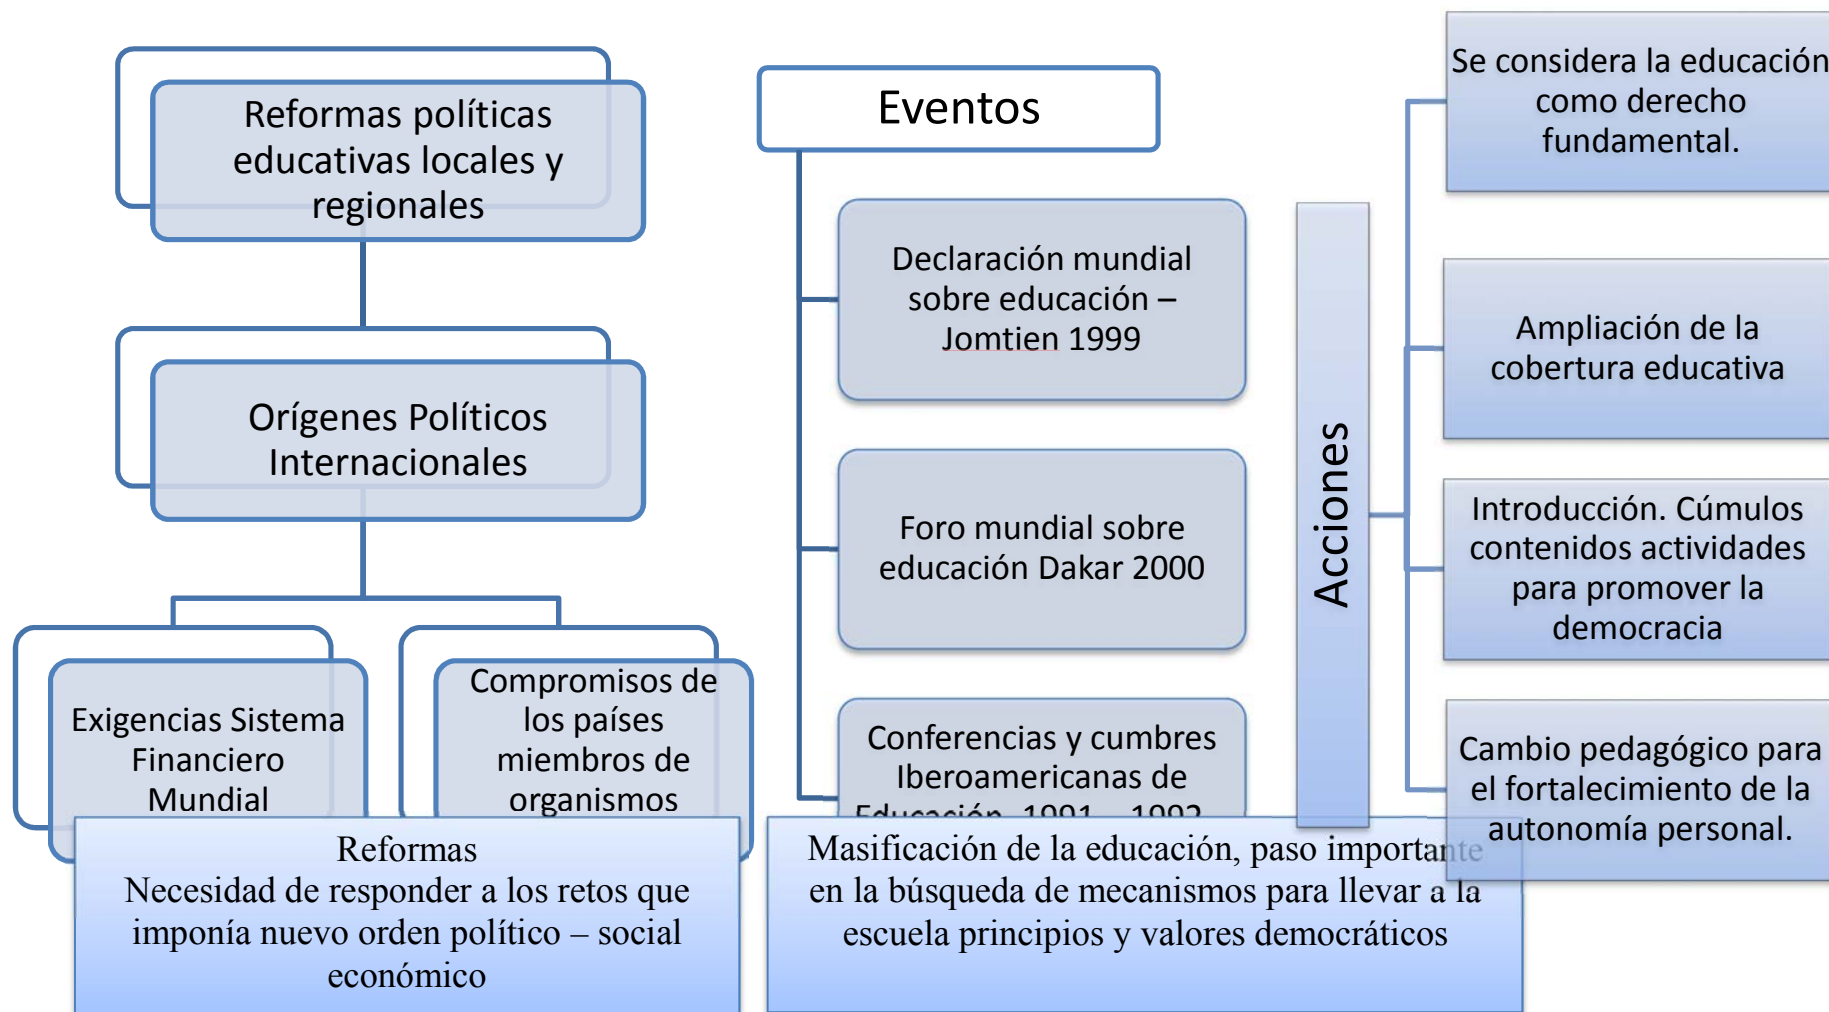 Reformas políticas
educativas locales y
regionales
Orígenes Políticos
Internacionales
Exigencias Sistema
Financiero
Mundial
Compromisos de
los países
miembros de
organismos
Reformas
Necesidad de responder a los retos que
imponía nuevo orden político – social
económico
Eventos
Declaración mundial
sobre educación –
Jomtien 1999
Foro mundial sobre
educación Dakar 2000
Conferencias y cumbres
Iberoamericanas de
Educación 1991 – 1992
Masificación de la educación, paso importante
en la búsqueda de mecanismos para llevar a la
escuela principios y valores democráticos
Acciones
Se considera la educación
como derecho
fundamental.
Ampliación de la
cobertura educativa
Introducción. Cúmulos
contenidos actividades
para promover la
democracia
Cambio pedagógico para
el fortalecimiento de la
autonomía personal.